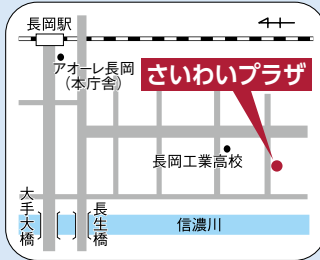 長岡駅
アオーレ長岡
（本庁舎）
さいわいプラザ
長岡工業高校
大手大橋
長生橋
信濃川